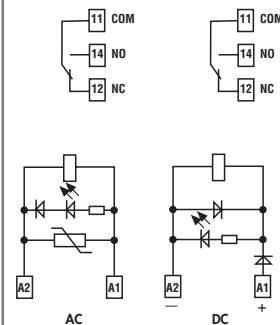 11 COM 11 COM
14 NO 14 NO
12 NC 12 NC
A2 A1 A2 A1
— +
AC DC